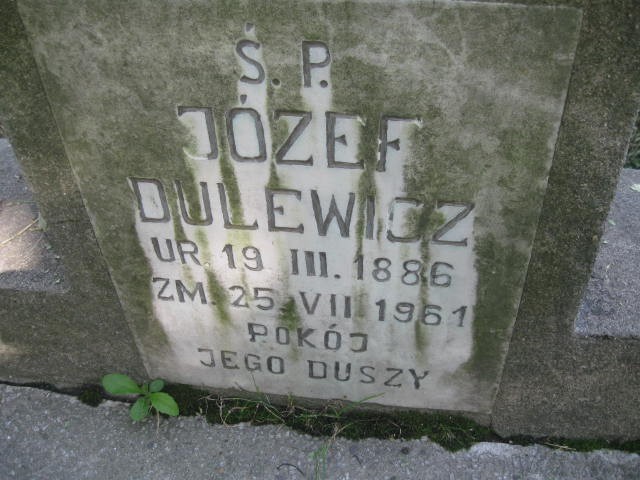 Ś. P.
JÓZEF
DULEWICZ
UR. 19 III. 1886
ZM. 25 VII 1961
POKÓJ
JEGO DUSZY